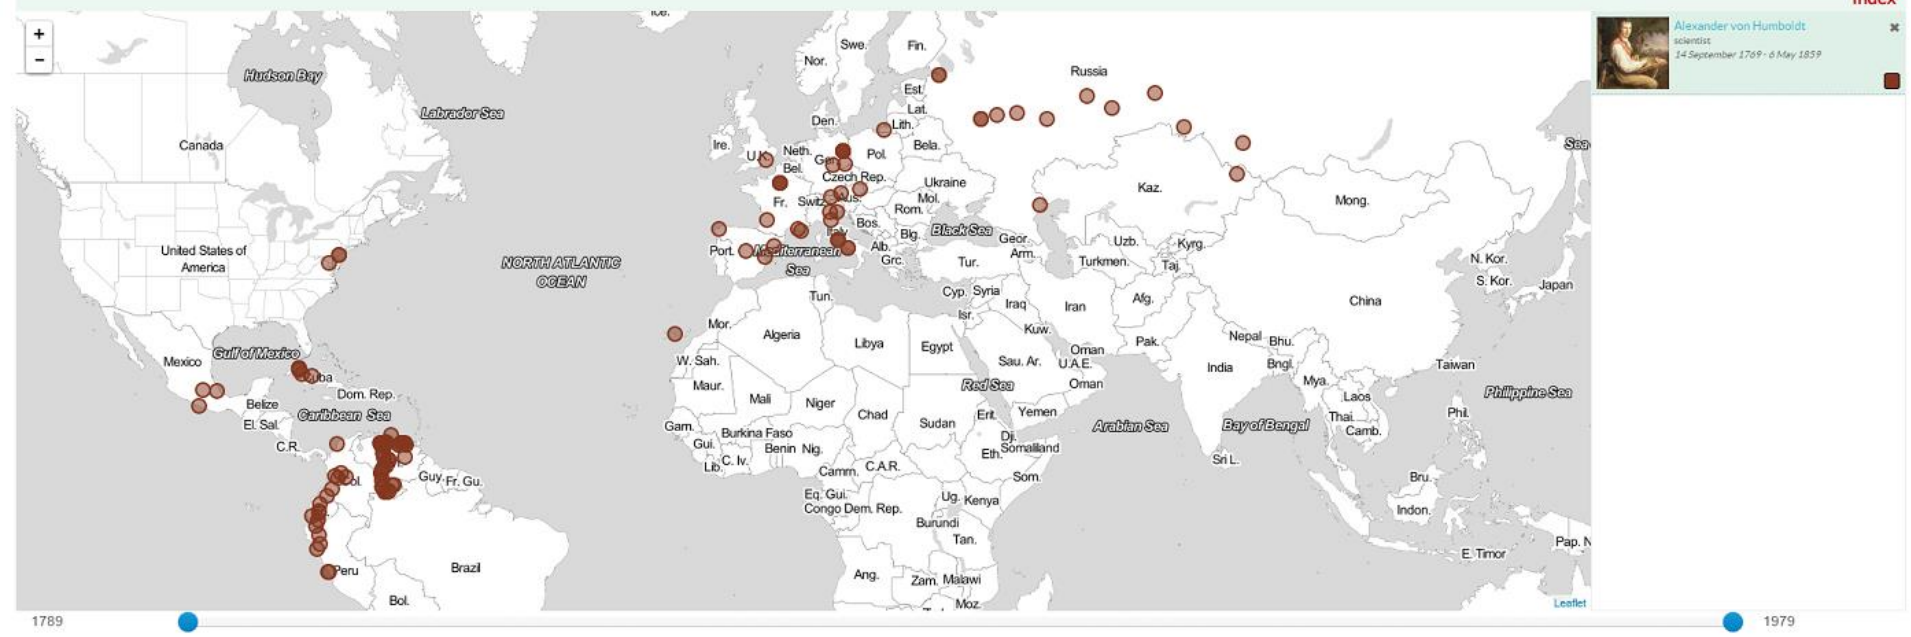 Index
+
−
Alexander von Humboldt
scientist
14 September 1769 - 6 May 1859
Ice.
Hudson Bay
Labrador Sea
Canada
United States of
America
NORTH ATLANTIC
OCEAN
Gulf of Mexico
Mexico
Cuba
Dom. Rep.
Belize
Caribbean Sea
El Sal.
C.R.
Col.
Guy.
Fr. Gu.
Peru
Brazil
Bol.
Swe.
Fin.
Nor.
Russia
Est.
Lat.
Den.
Lith.
Ire.
U.K.
Neth.
Bel.
Ger.
Pol.
Bela.
Czech Rep.
Ukraine
Fr.
Switz.
Aus.
Mol.
Rom.
Kaz.
Mong.
Bos.
Italy
Blg.
Black Sea
Port.
Mediterranean
Sea
Alb.
Grc.
Geor.
Arm.
Uzb.
Kyrg.
Tur.
Turkmen.
Taj.
N. Kor.
S. Kor.
Japan
Sea
Tun.
Cyp.
Syria
Iraq
Iran
Afg.
China
Isr.
Mor.
Algeria
Libya
Egypt
Kuw.
Pak.
Nepal
Bhu.
W. Sah.
Sau. Ar.
Oman
U.A.E.
India
Bngl.
Taiwan
Maur.
Mali
Niger
Red Sea
Oman
Mya.
Laos
Philippine Sea
Chad
Sudan
Erit.
Yemen
Arabian Sea
Bay of Bengal
Thai.
Camb.
Phil.
Gam.
Gui.
Burkina Faso
Benin
Nig.
Dji.
Somaliland
Eth.
Sri L.
Lib.
C. Iv.
Camrn.
C.A.R.
Som.
Bru.
Eq. Gui.
Congo Dem. Rep.
Ug.
Kenya
Indon.
Burundi
Tan.
E. Timor
Pap. N
Ang.
Zam.
Malawi
Moz.
Leaflet
1789
1979